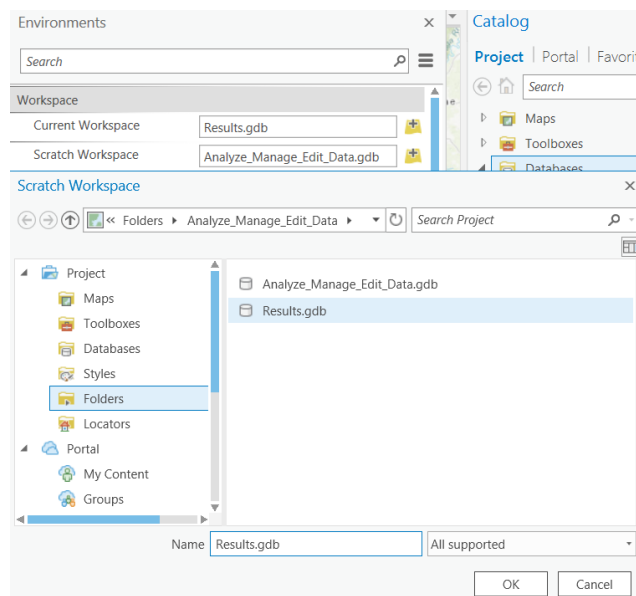 Environments
Catalog
Search
Project Portal Favori
Search
Workspace
Maps
Current Workspace Results.gdb
Toolboxes
Scratch Workspace Analyze_Manage_Edit_Data.gdb
Databases
Scratch Workspace
« Folders Analyze_Manage_Edit_Data Search Project
Project
Maps
Toolboxes
Databases
Styles
Folders
Locators
Portal
My Content
Groups
Analyze_Manage_Edit_Data.gdb
Results.gdb
Name Results.gdb All supported
OK Cancel